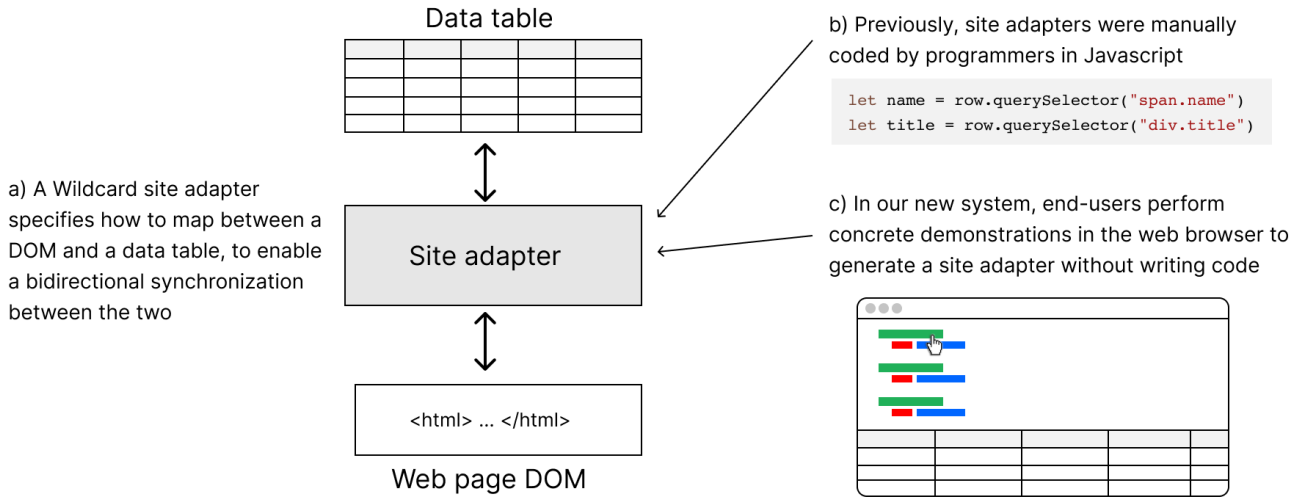 Data table
a) A Wildcard site adapter
specifies how to map between a
DOM and a data table, to enable
a bidirectional synchronization
between the two
Site adapter
<html> ... </html>
Web page DOM
b) Previously, site adapters were manually
coded by programmers in Javascript
let name = row.querySelector("span.name")
let title = row.querySelector("div.title")
c) In our new system, end-users perform
concrete demonstrations in the web browser to
generate a site adapter without writing code